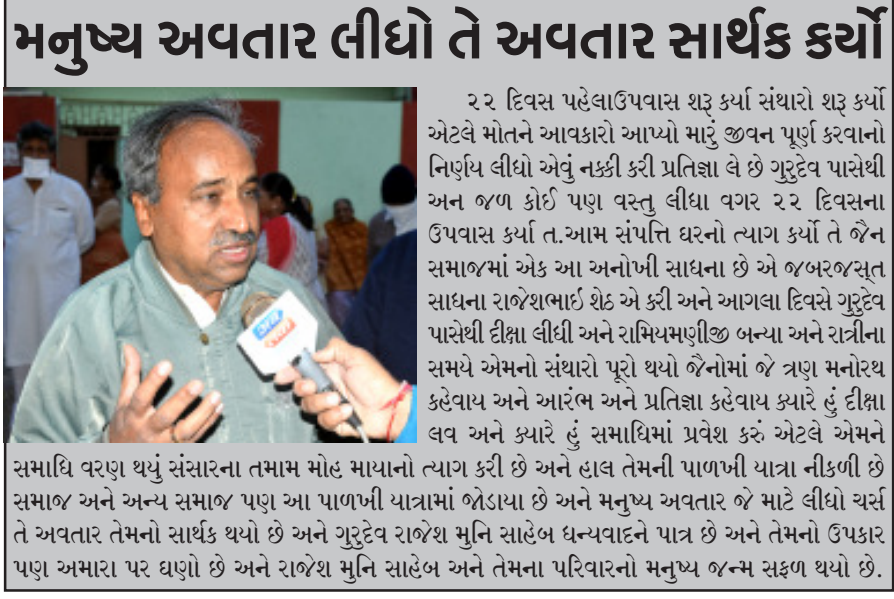 મનુષ્ય અવતાર લીધો તે અવતાર સાર્થક કર્યો
૨૨ દિવસ પહેલાઉપવાસ શરૂ કર્યા સંથારો શરૂ કર્યો
એટલે મોતને આવકારો આપ્યો મારું જીવન પૂર્ણ કરવાનો
નિર્ણય લીધો એવું નક્કી કરી પ્રતિજ્ઞા લે છે ગુરુદેવ પાસેથી
અન જળ કોઈ પણ વસ્તુ લીધા વગર ૨૨ દિવસના
ઉપવાસ કર્યા ત.આમ સંપત્તિ ઘરનો ત્યાગ કર્યો તે જૈન
સમાજમાં એક આ અનોખી સાધના છે એ જબરજસ્ત
સાધના રાજેશભાઇ શેઠ એ કરી અને આગલા દિવસે ગુરુદેવ
પાસેથી દીક્ષા લીધી અને રામિયમણીજી બન્યા અને રાત્રીના
સમયે એમનો સંથારો પૂરો થયો જૈનોમાં જે ત્રણ મનોરથ
કહેવાય અને આરંભ અને પ્રતિજ્ઞા કહેવાય ક્યારે હું દીક્ષા
લવ અને ક્યારે હું સમાધિમાં પ્રવેશ કરું એટલે એમને
સમાધિ વરણ થયું સંસારના તમામ મોહ માયાનો ત્યાગ કરી છે અને હાલ તેમની પાળખી યાત્રા નીકળી છે
સમાજ અને અન્ય સમાજ પણ આ પાળખી યાત્રામાં જોડાયા છે અને મનુષ્ય અવતાર જે માટે લીધો ચર્સ
તે અવતાર તેમનો સાર્થક થયો છે અને ગુરુદેવ રાજેશ મુનિ સાહેબ ધન્યવાદને પાત્ર છે અને તેમનો ઉપકાર
પણ અમારા પર ઘણો છે અને રાજેશ મુનિ સાહેબ અને તેમના પરિવારનો મનુષ્ય જન્મ સફળ થયો છે.